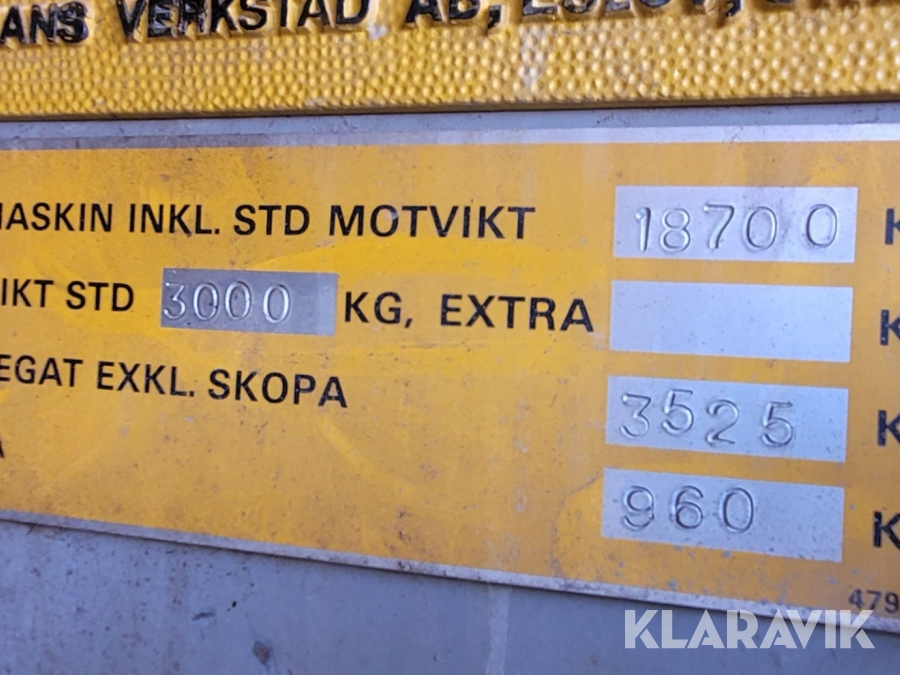 ANS VERKSTAD AB,
MASKIN INKL. STD MOTVIKT 18700 K
IKT STD 3000 KG, EXTRA K
EGAT EXKL. SKOPA 3525 K
A 960 K
479
KLARAVIK